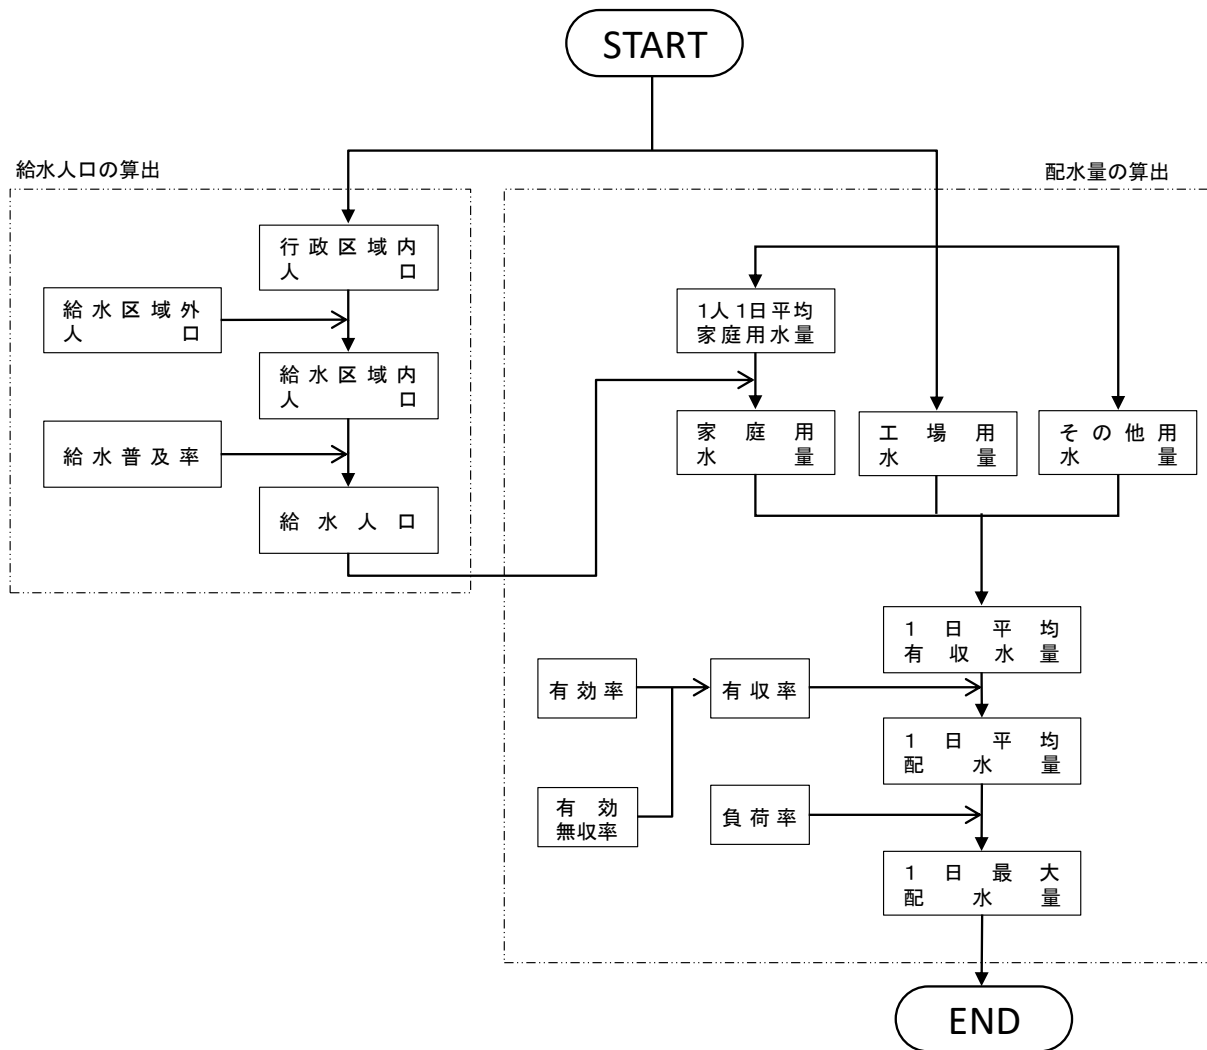 START
給水人口の算出
配水量の算出
行政区域内
人口
給水区域外
人口
給水区域内
人口
給水普及率
給水人口
1人1日平均
家庭用水量
家庭用
水量
工場用
水量
その他用
水量
1日平均
有収水量
有効率
有収率
1日平均
配水量
有効
無収率
負荷率
1日最大
配水量
END